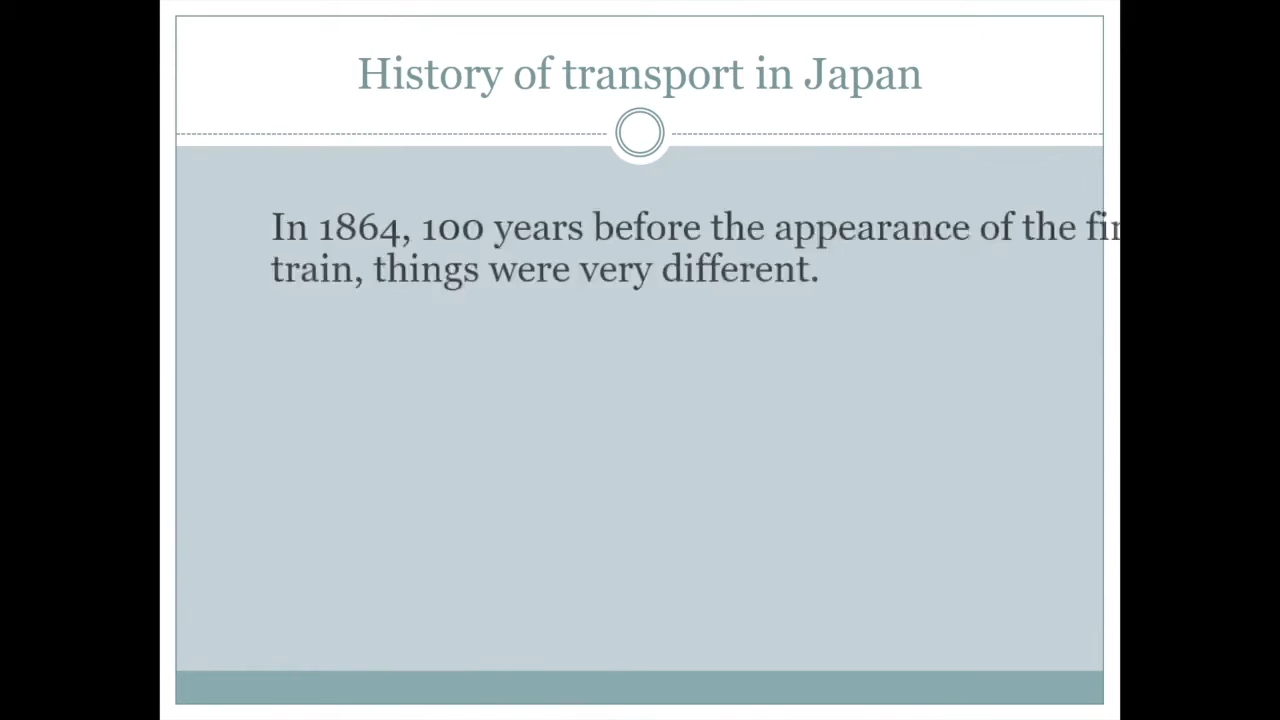 History of transport in Japan
In 1864, 100 years before the appearance of the
train, things were very different.